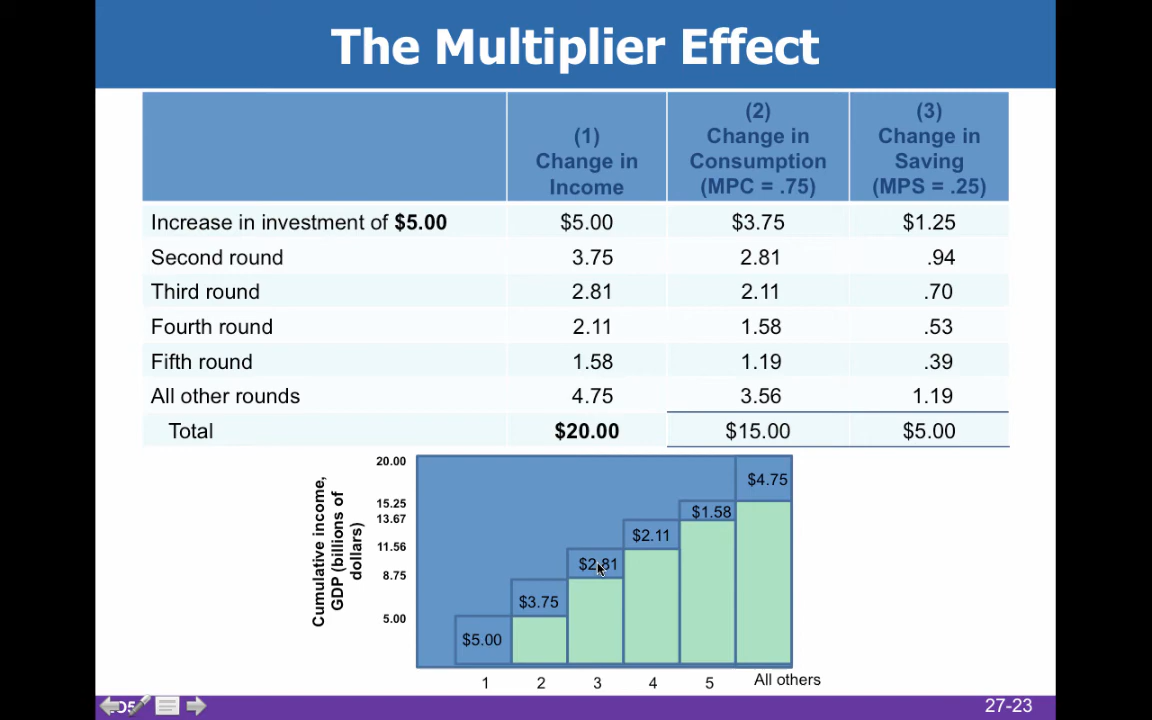 The Multiplier Effect
(1)
Change in
Income
(2)
Change in
Consumption
(MPC = .75)
(3)
Change in
Saving
(MPS = .25)
Increase in investment of $5.00 $5.00 $3.75 $1.25
Second round 3.75 2.81 .94
Third round 2.81 2.11 .70
Fourth round 2.11 1.58 .53
Fifth round 1.58 1.19 .39
All other rounds 4.75 3.56 1.19
Total $20.00 $15.00 $5.00
Cumulative income,
GDP (billions of
dollars)
20.00
15.25
13.67
11.56
8.75
5.00
$5.00
$3.75
$2.81
$2.11
$1.58
$4.75
1 2 3 4 5 All others
27-23